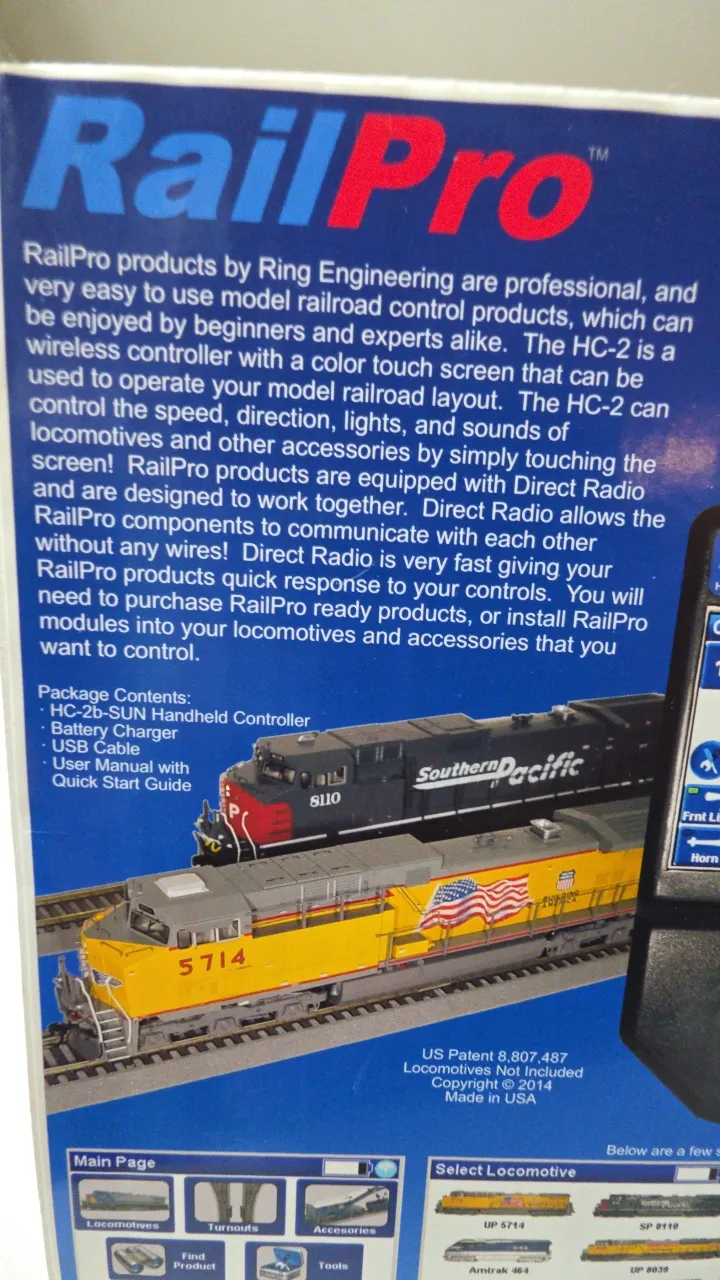 RailPro™
RailPro products by Ring Engineering are professional, and
very easy to use model railroad control products, which can
be enjoyed by beginners and experts alike. The HC-2 is a
wireless controller with a color touch screen that can be
used to operate your model railroad layout. The HC-2 can
control the speed, direction, lights, and sounds of
locomotives and other accessories by simply touching the
screen! RailPro products are equipped with Direct Radio
and are designed to work together. Direct Radio allows the
RailPro components to communicate with each other
without any wires! Direct Radio is very fast giving your
RailPro products quick response to your controls. You will
need to purchase RailPro ready products, or install RailPro
modules into your locomotives and accessories that you
want to control.
Package Contents:
· HC-2b-SUN Handheld Controller
· Battery Charger
· USB Cable
· User Manual with
Quick Start Guide
Southern Pacific
8110
SP
5714
Frnt Li
Horn
US Patent 8,807,487
Locomotives Not Included
Copyright © 2014
Made in USA
Below are a few s
Main Page
Locomotives
Turnouts
Accesories
Find
Product
Tools
Select Locomotive
UP 5714
SP 8110
Amtrak 464
UP 8039